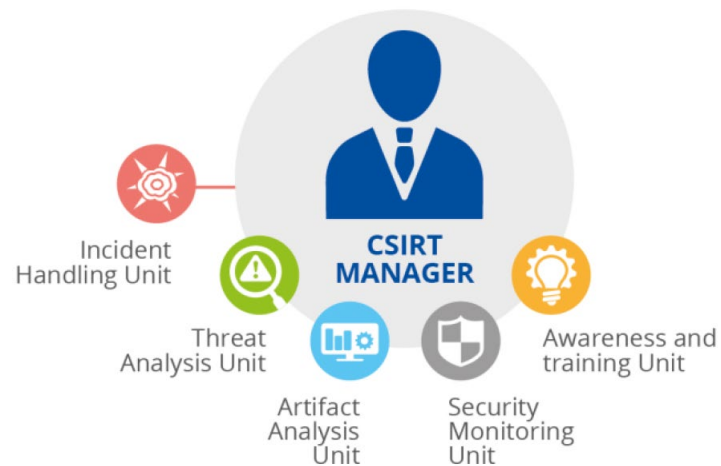 CSIRT
MANAGER
Incident
Handling Unit
Threat
Analysis Unit
Artifact
Analysis
Unit
Security
Monitoring
Unit
Awareness and
training Unit